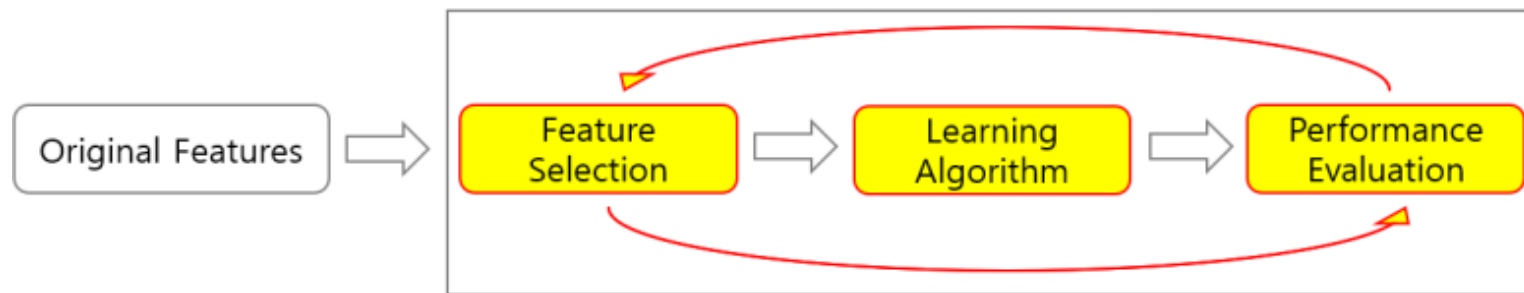 Original Features
Feature
Selection
Learning
Algorithm
Performance
Evaluation